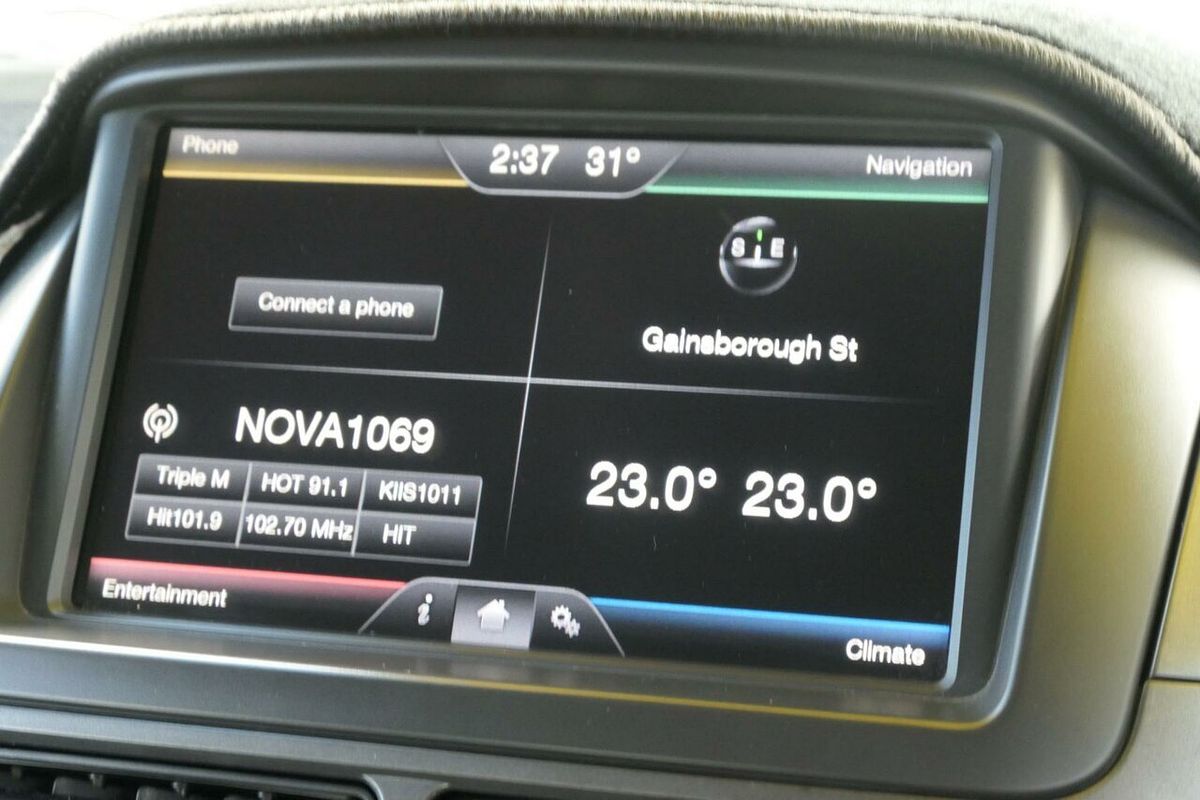 Phone
2:37 31°
Navigation
S E
Connect a phone
Gainsborough St
NOVA1069
Triple M HOT 91.1 KIIS1011
Hit101.9 102.70 MHz HIT
23.0° 23.0°
Entertainment
i
Climate